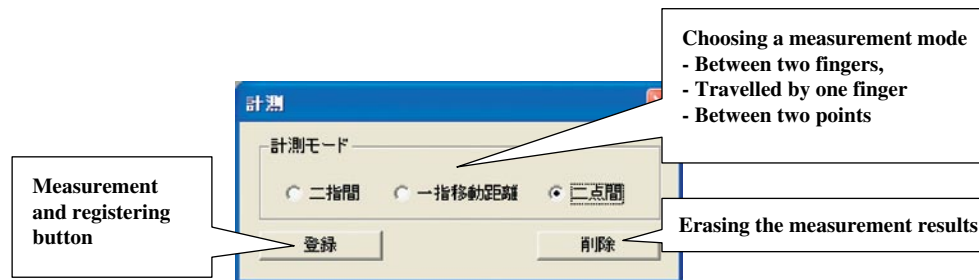 Choosing a measurement mode
- Between two fingers,
- Travelled by one finger
- Between two points
計測
計測モード
二指間 一指移動距離 二点間
Measurement
and registering
button
登録 削除
Erasing the measurement results